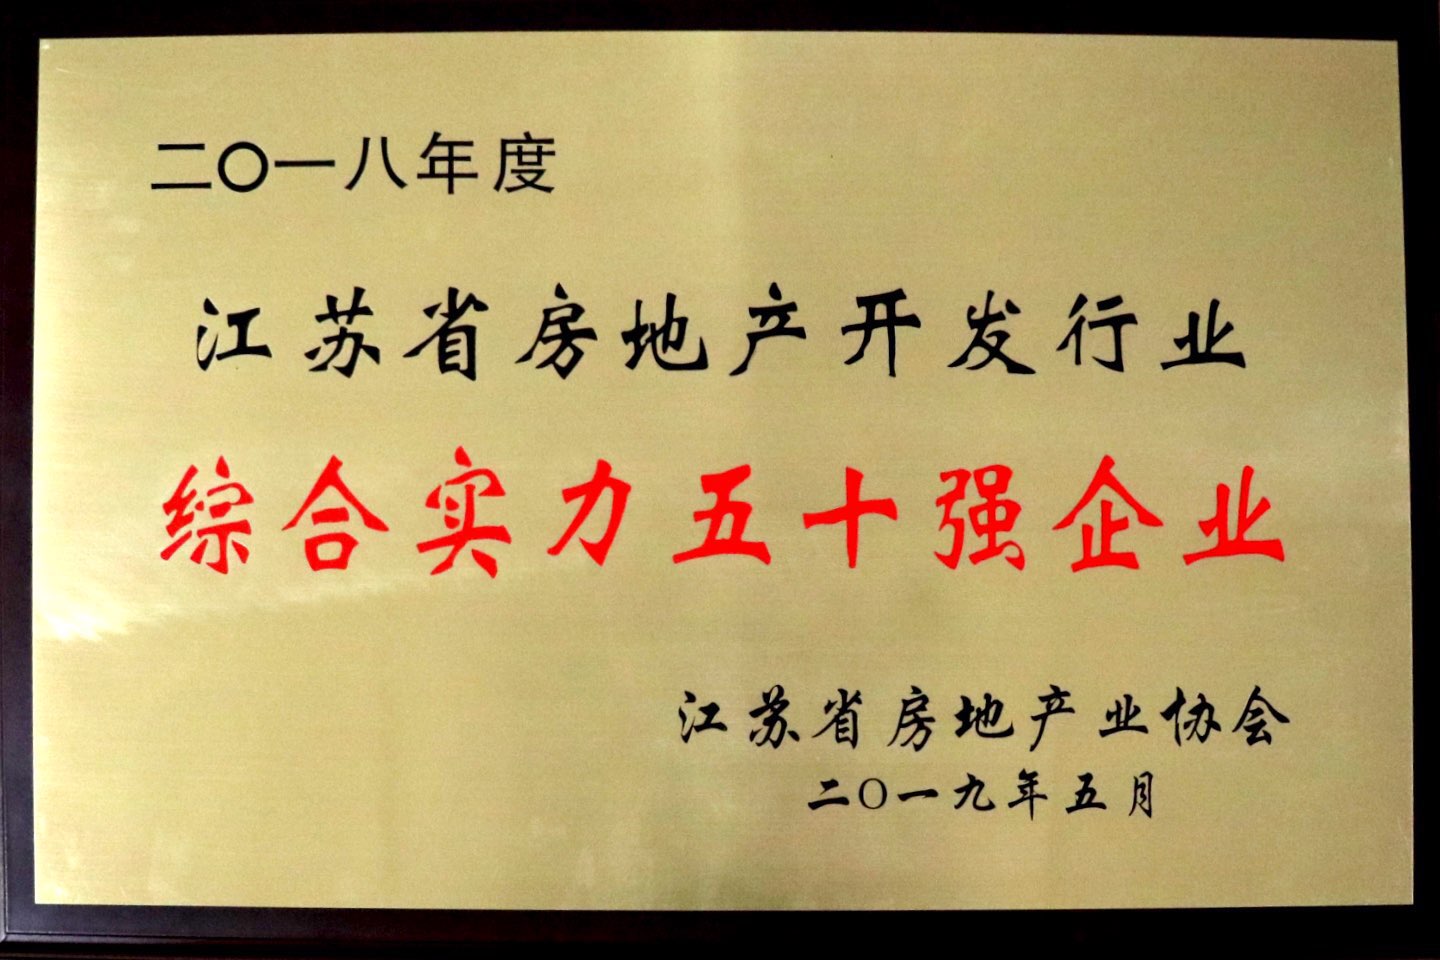 二〇一八年度
江苏省房地产开发行业
综合实力五十强企业
江苏省房地产业协会
二〇一九年五月